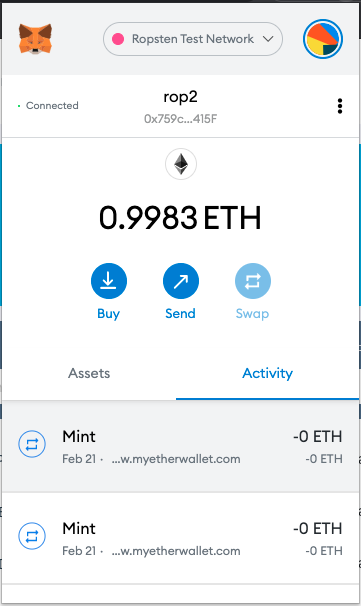 Ropsten Test Network
Connected
rop2
0x759c...415F
0.9983 ETH
Buy
Send
Swap
Assets
Activity
Mint
-0 ETH
Feb 21 · ...w.myetherwallet.com
-0 ETH
Mint
-0 ETH
Feb 21 · ...w.myetherwallet.com
-0 ETH